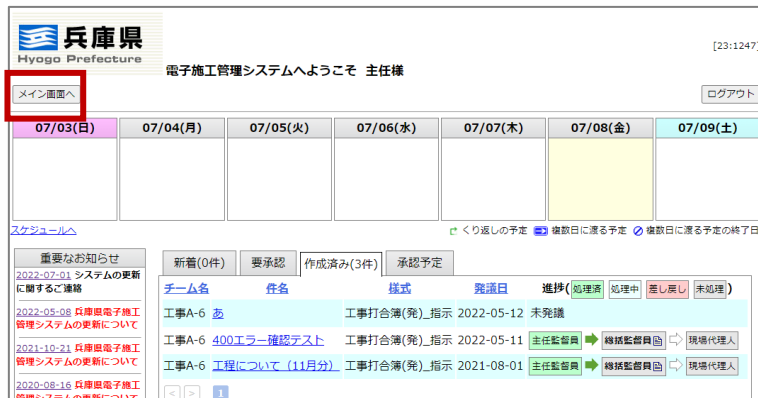 兵庫県
Hyogo Prefecture
[23:1247]
電子施工管理システムへようこそ 主任様
メイン画面へ
ログアウト
07/03(日) 07/04(月) 07/05(火) 07/06(水) 07/07(木) 07/08(金) 07/09(土)
スケジュールへ
くり返しの予定 複数日に渡る予定 複数日に渡る予定の終了日
重要なお知らせ
2022-07-01 システムの更新
に関するご連絡
2022-05-08 兵庫県電子施工
管理システムの更新について
2021-10-21 兵庫県電子施工
管理システムの更新について
2020-08-16 兵庫県電子施工
管理システムの更新について
新着(0件) 要承認 作成済み(3件) 承認予定
チーム名 件名 様式 発議日 進捗(処理済 処理中 差し戻し 未処理)
工事A-6 あ 工事打合簿(発)_指示 2022-05-12 未発議
工事A-6 400エラー確認テスト 工事打合簿(発)_指示 2022-05-11 主任監督員 総括監督員 現場代理人
工事A-6 工程について（11月分） 工事打合簿(発)_指示 2021-08-01 主任監督員 総括監督員 現場代理人
< > 1